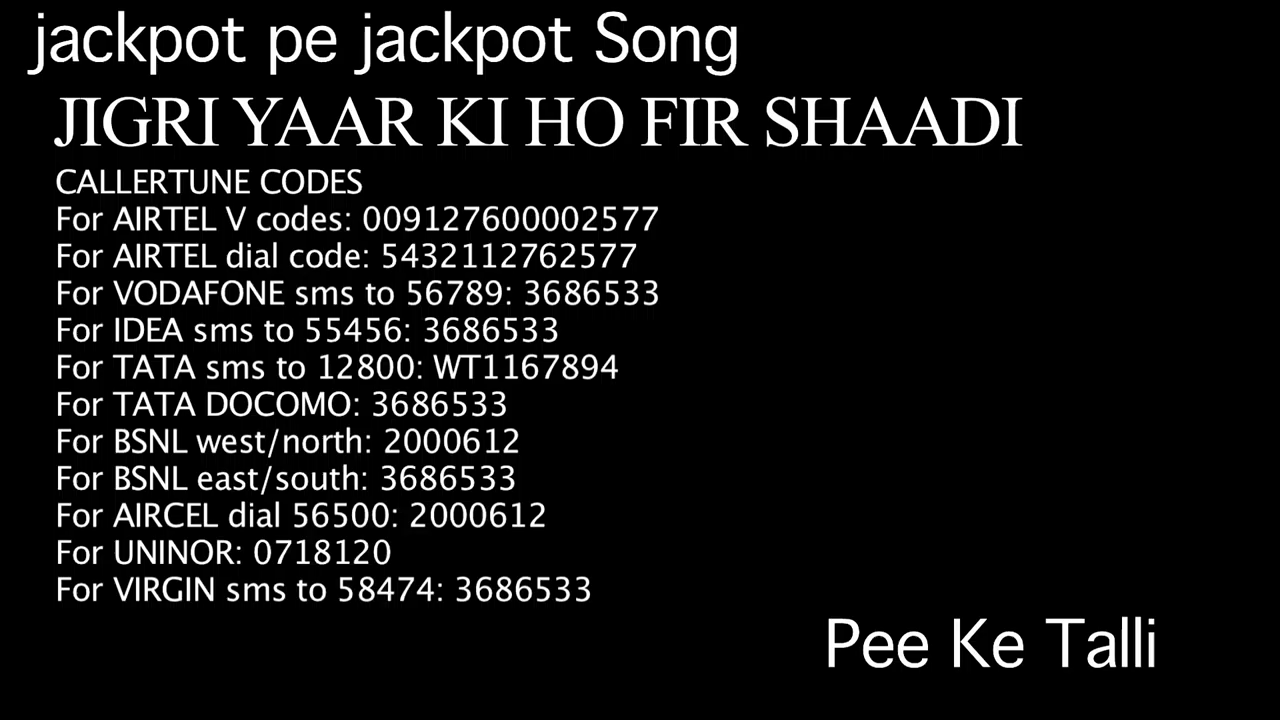 jackpot pe jackpot Song
JIGRI YAAR KI HO FIR SHAADI
CALLERTUNE CODES
For AIRTEL V codes: 009127600002577
For AIRTEL dial code: 5432112762577
For VODAFONE sms to 56789: 3686533
For IDEA sms to 55456: 3686533
For TATA sms to 12800: WT1167894
For TATA DOCOMO: 3686533
For BSNL west/north: 2000612
For BSNL east/south: 3686533
For AIRCEL dial 56500: 2000612
For UNINOR: 0718120
For VIRGIN sms to 58474: 3686533
Pee Ke Talli